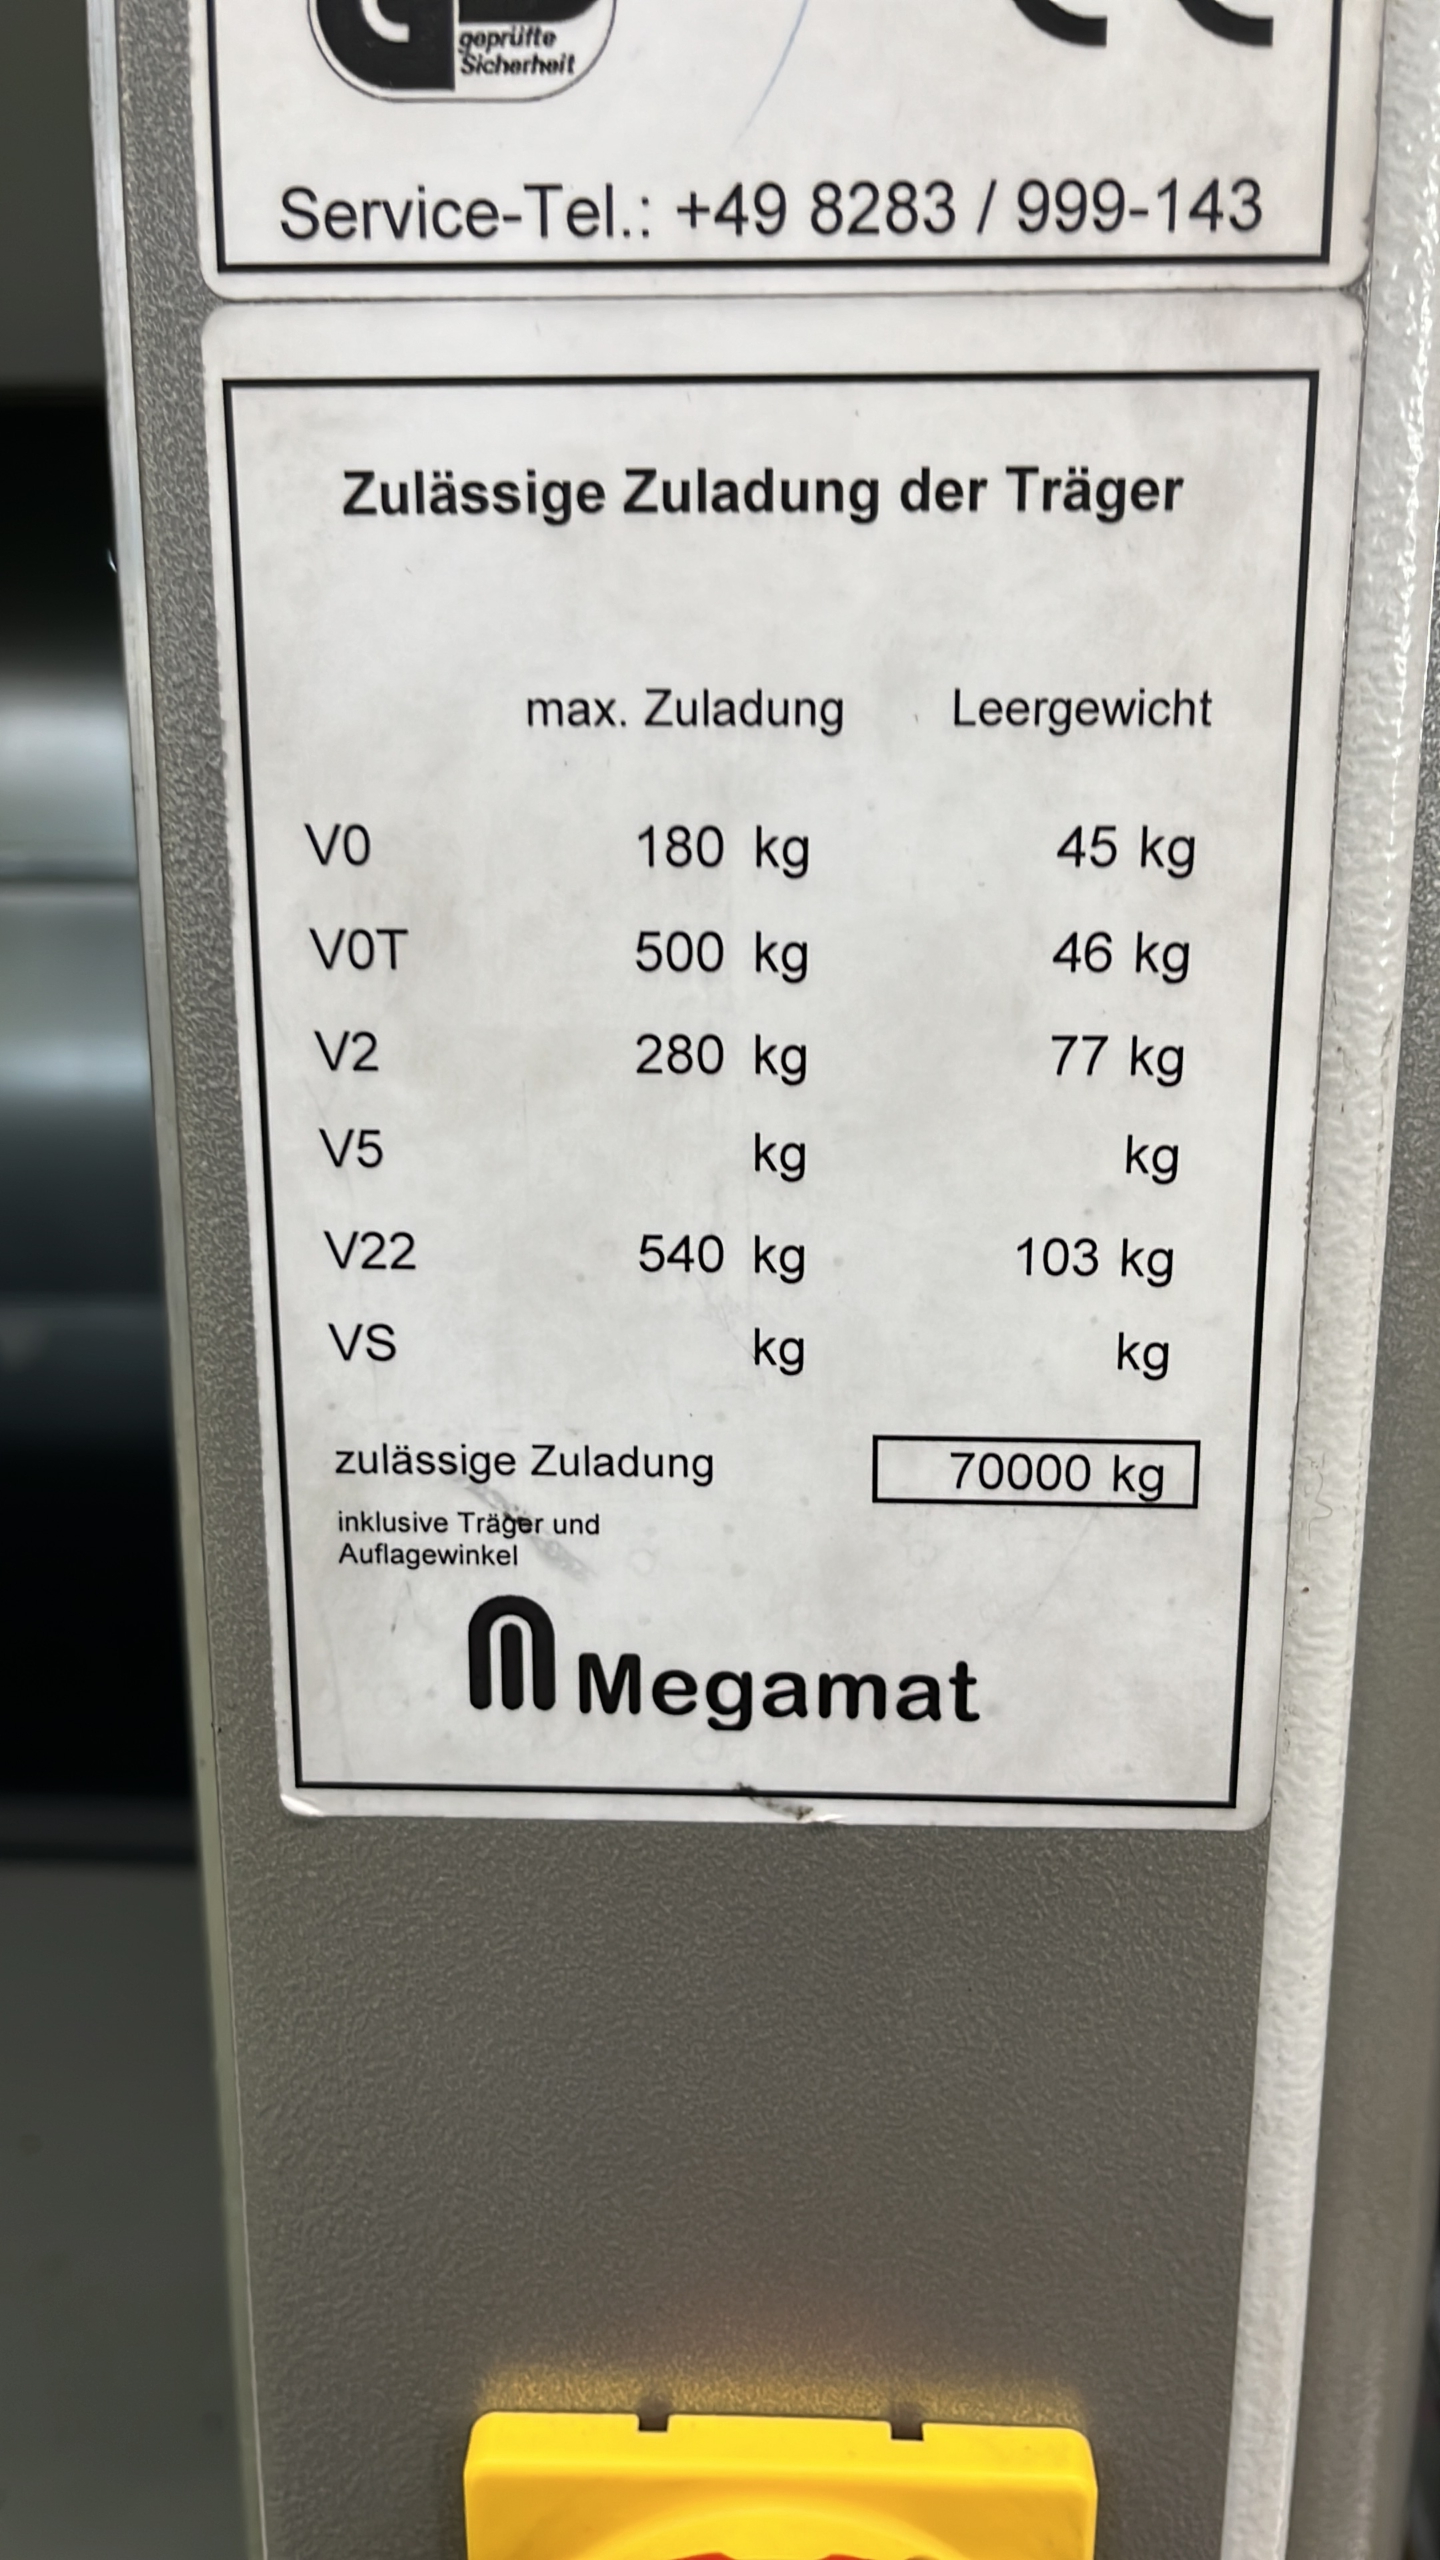 geprüfte
Sicherheit
Service-Tel.: +49 8283 / 999-143
Zulässige Zuladung der Träger
max. Zuladung Leergewicht
V0 180 kg 45 kg
V0T 500 kg 46 kg
V2 280 kg 77 kg
V5 kg kg
V22 540 kg 103 kg
VS kg kg
zulässige Zuladung 70000 kg
inklusive Träger und
Auflagewinkel
Megamat